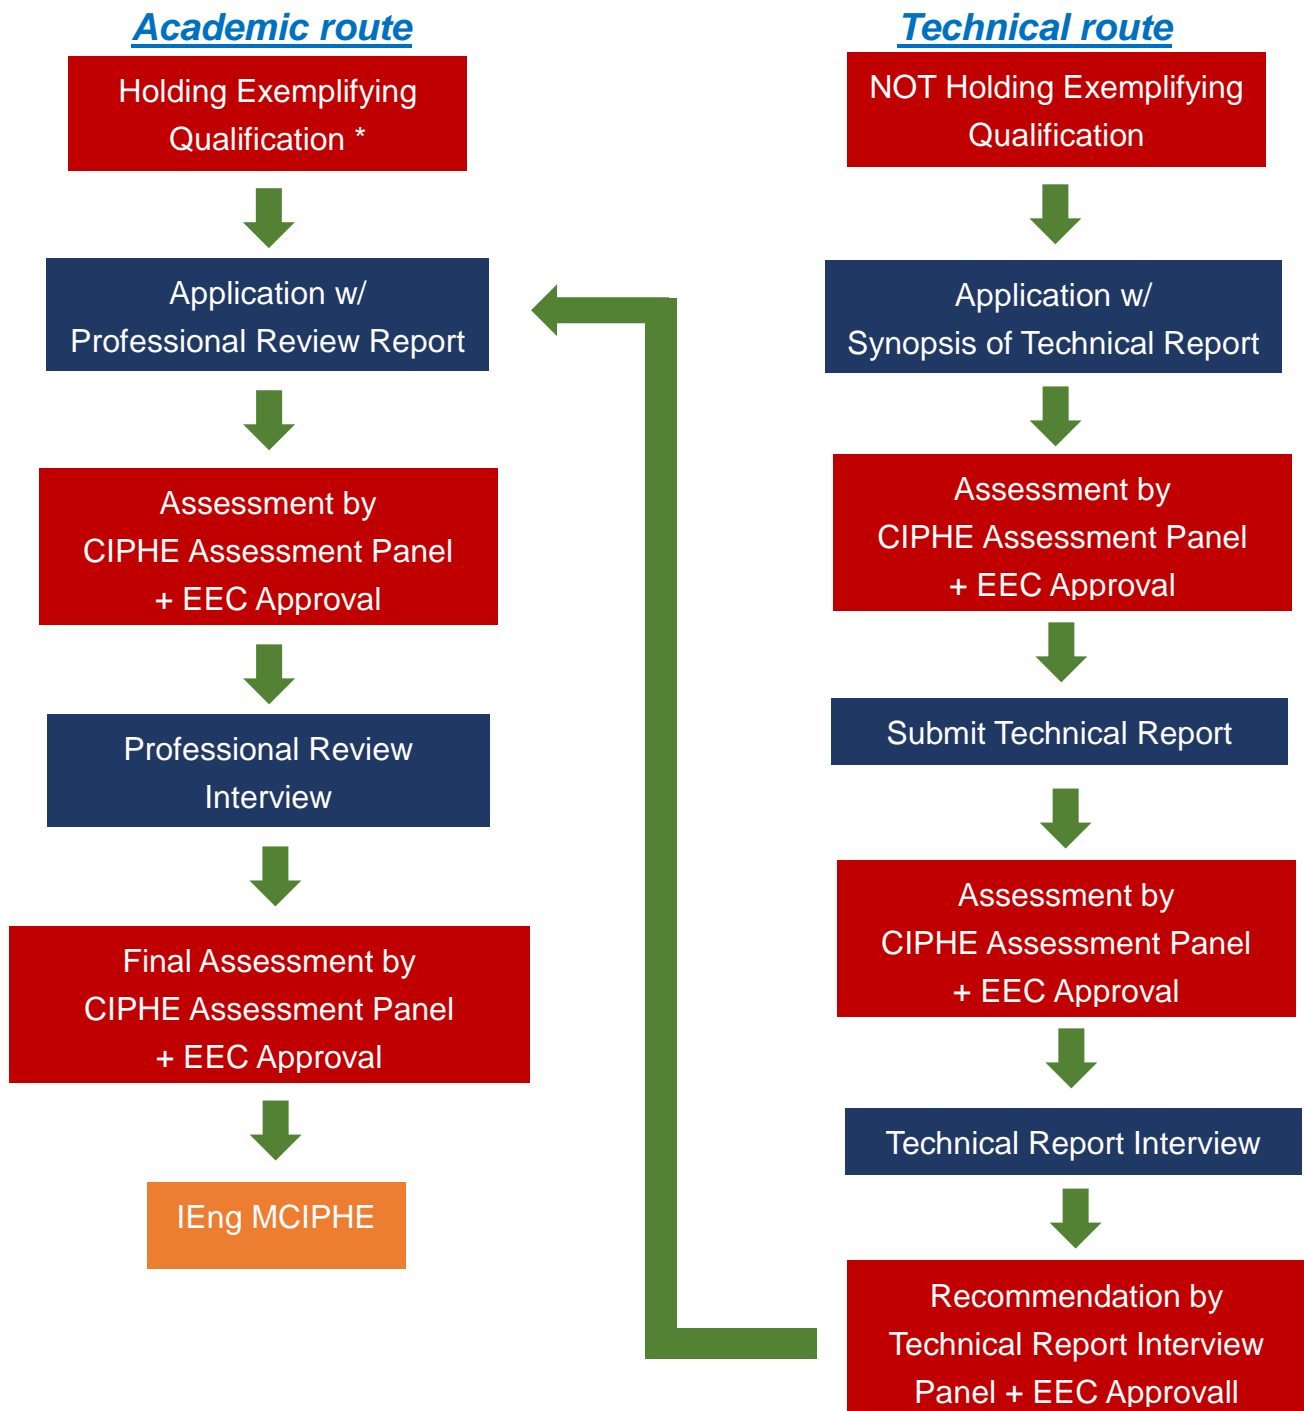 Academic route
Holding Exemplifying
Qualification *
Application w/
Professional Review Report
Assessment by
CIPHE Assessment Panel
+ EEC Approval
Professional Review
Interview
Final Assessment by
CIPHE Assessment Panel
+ EEC Approval
IEng MCIPHE
Technical route
NOT Holding Exemplifying
Qualification
Application w/
Synopsis of Technical Report
Assessment by
CIPHE Assessment Panel
+ EEC Approval
Submit Technical Report
Assessment by
CIPHE Assessment Panel
+ EEC Approval
Technical Report Interview
Recommendation by
Technical Report Interview
Panel + EEC Approvall